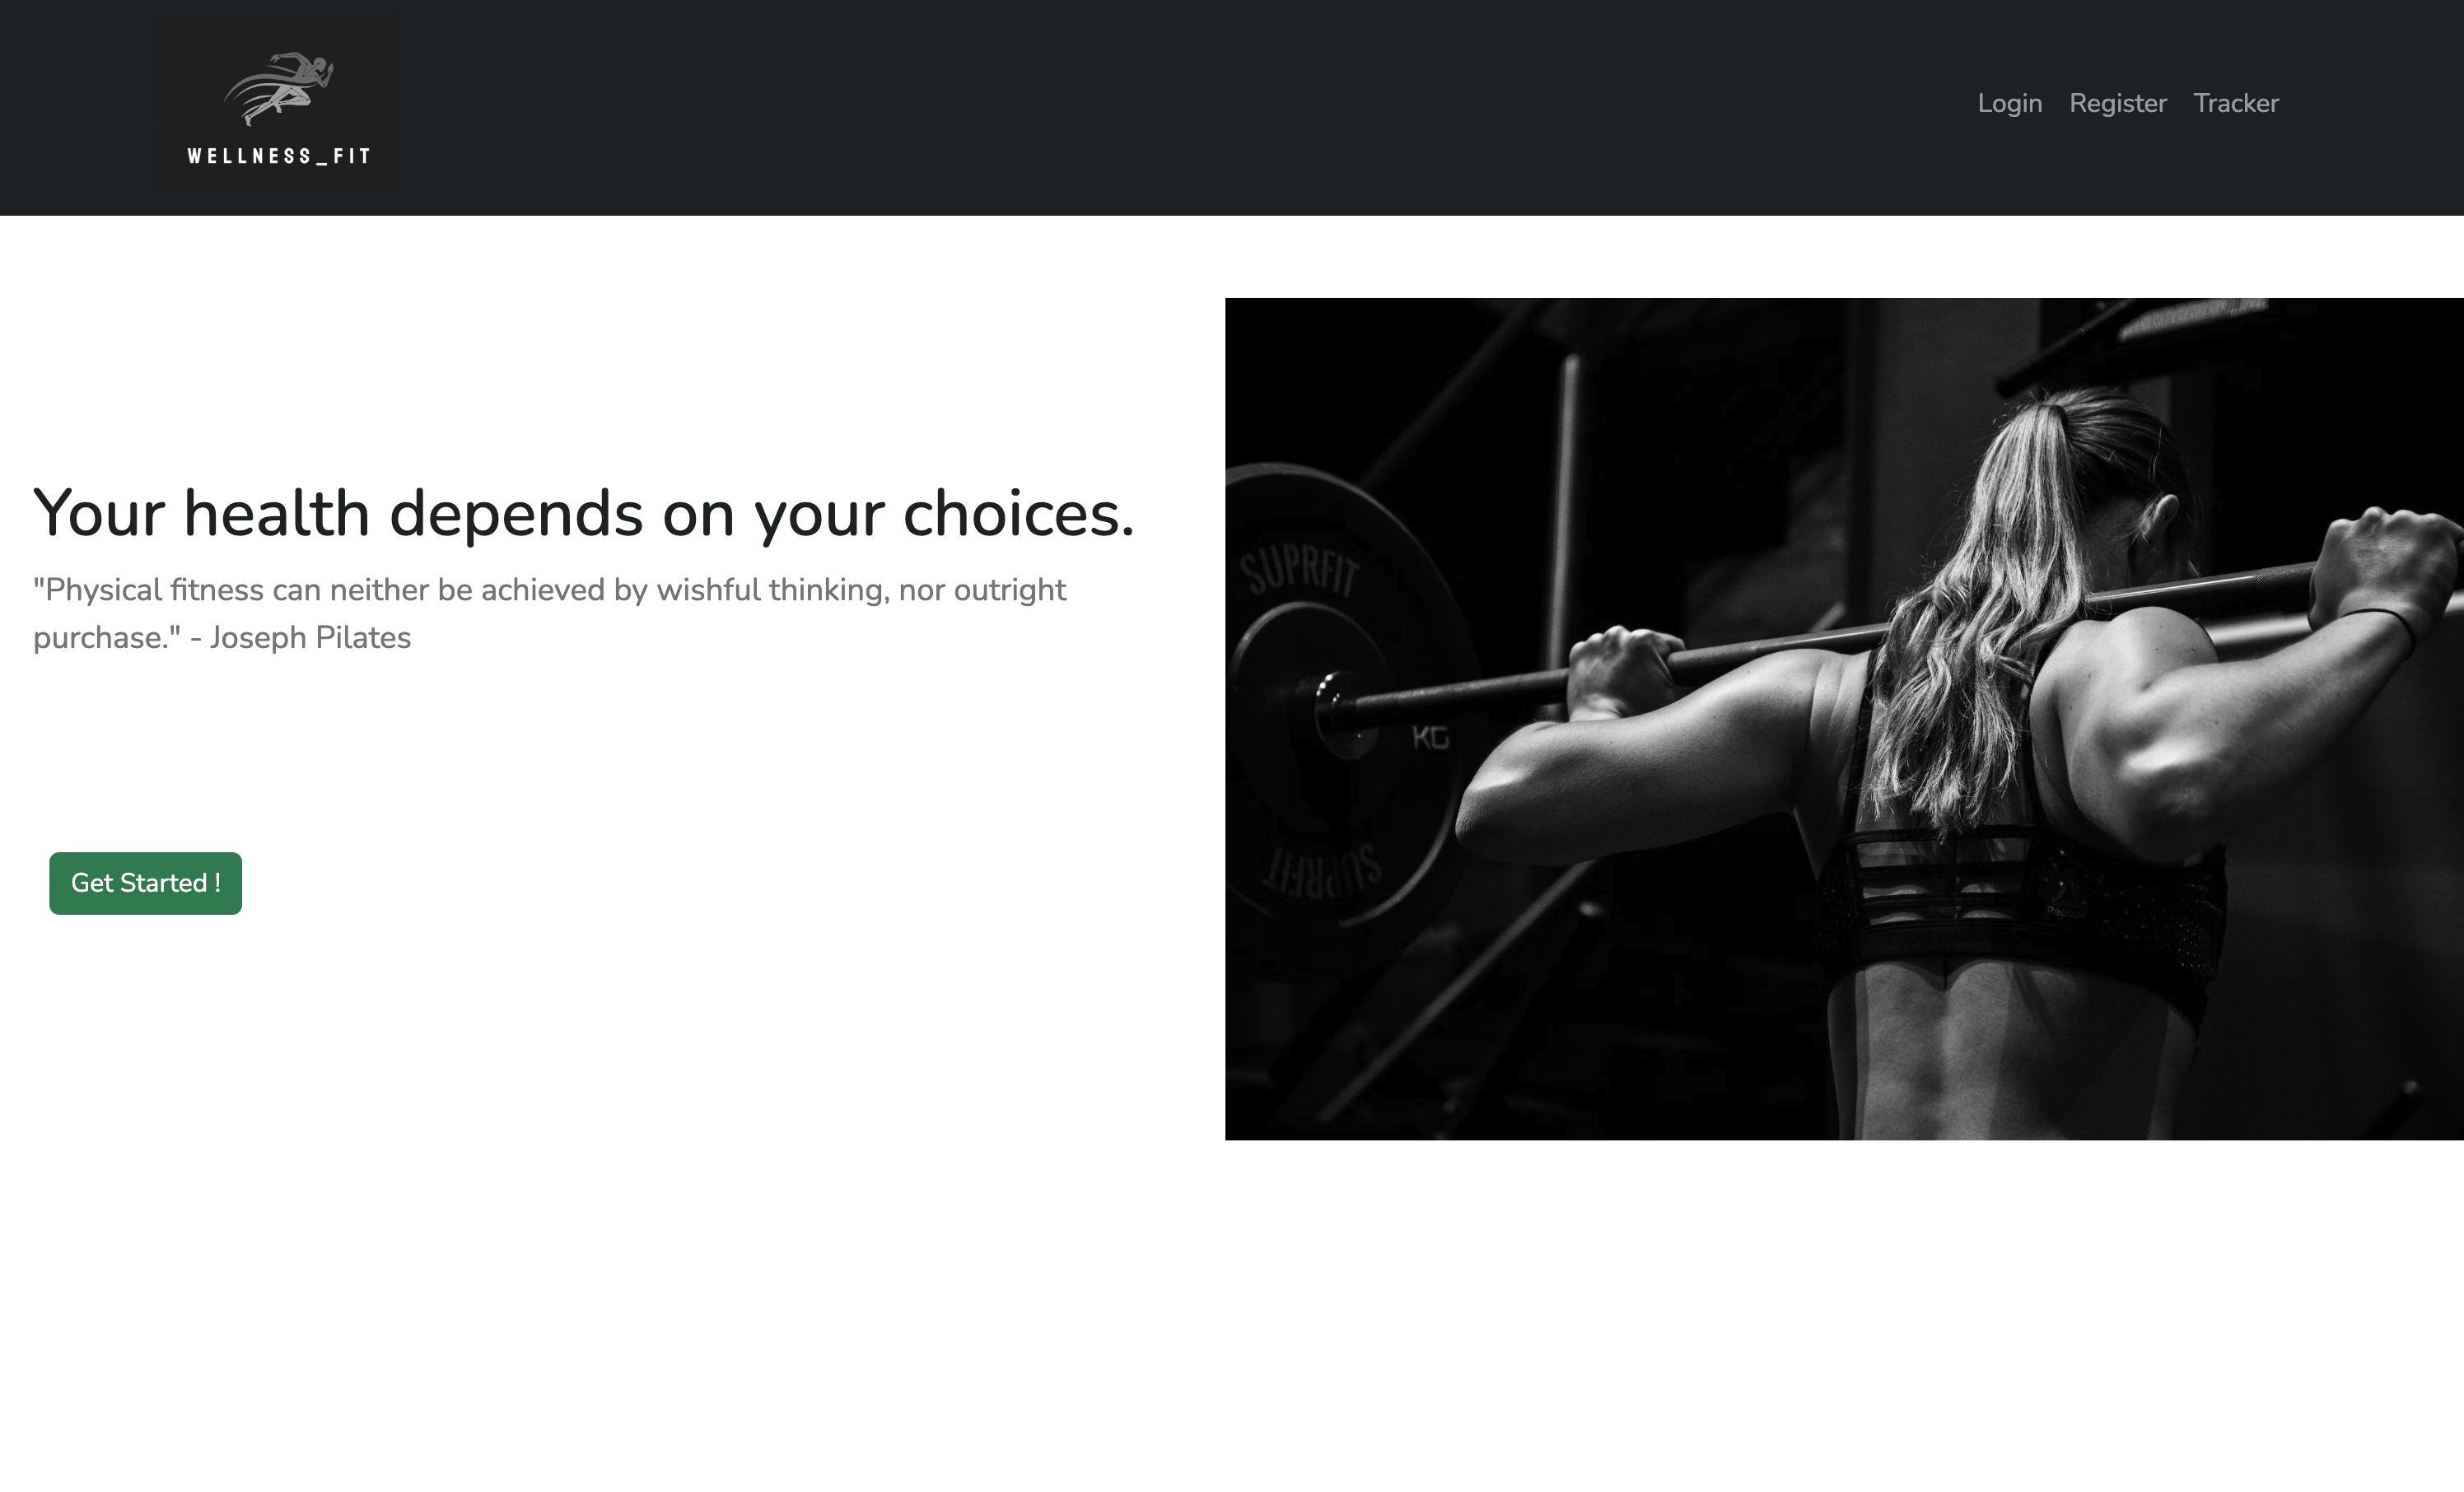 WELLNESS_FIT
Login Register Tracker
Your health depends on your choices.
"Physical fitness can neither be achieved by wishful thinking, nor outright
purchase." - Joseph Pilates
SUPRFIT
KG
SUPRFIT
Reebok
Get Started !